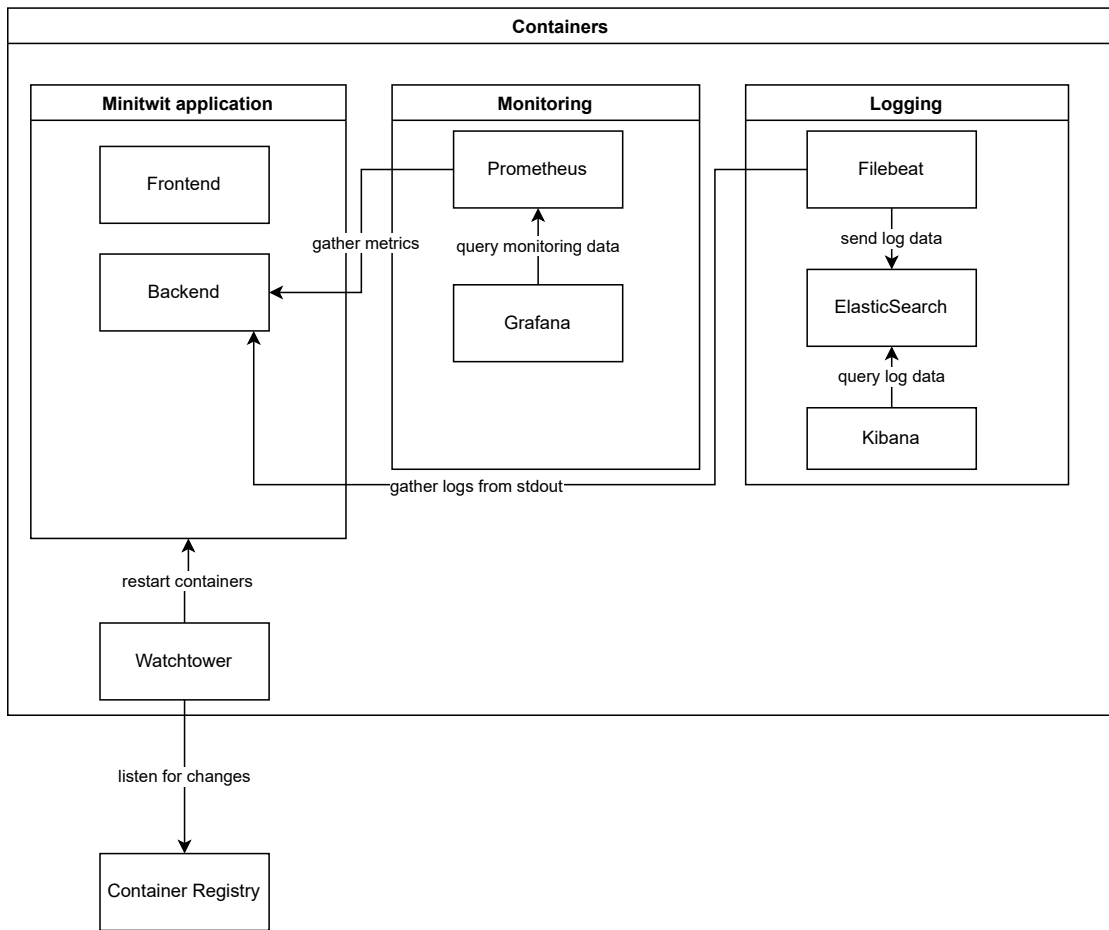 Containers
Minitwit application
Monitoring
Logging
Frontend
Prometheus
Filebeat
gather metrics
query monitoring data
send log data
Backend
Grafana
ElasticSearch
query log data
Kibana
gather logs from stdout
restart containers
Watchtower
listen for changes
Container Registry